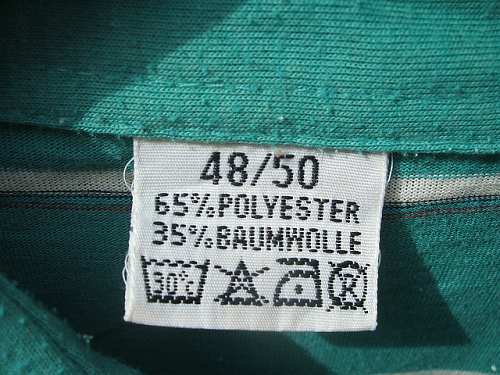 48/50
65%POLYESTER
35%BAUMWOLLE
30°C R